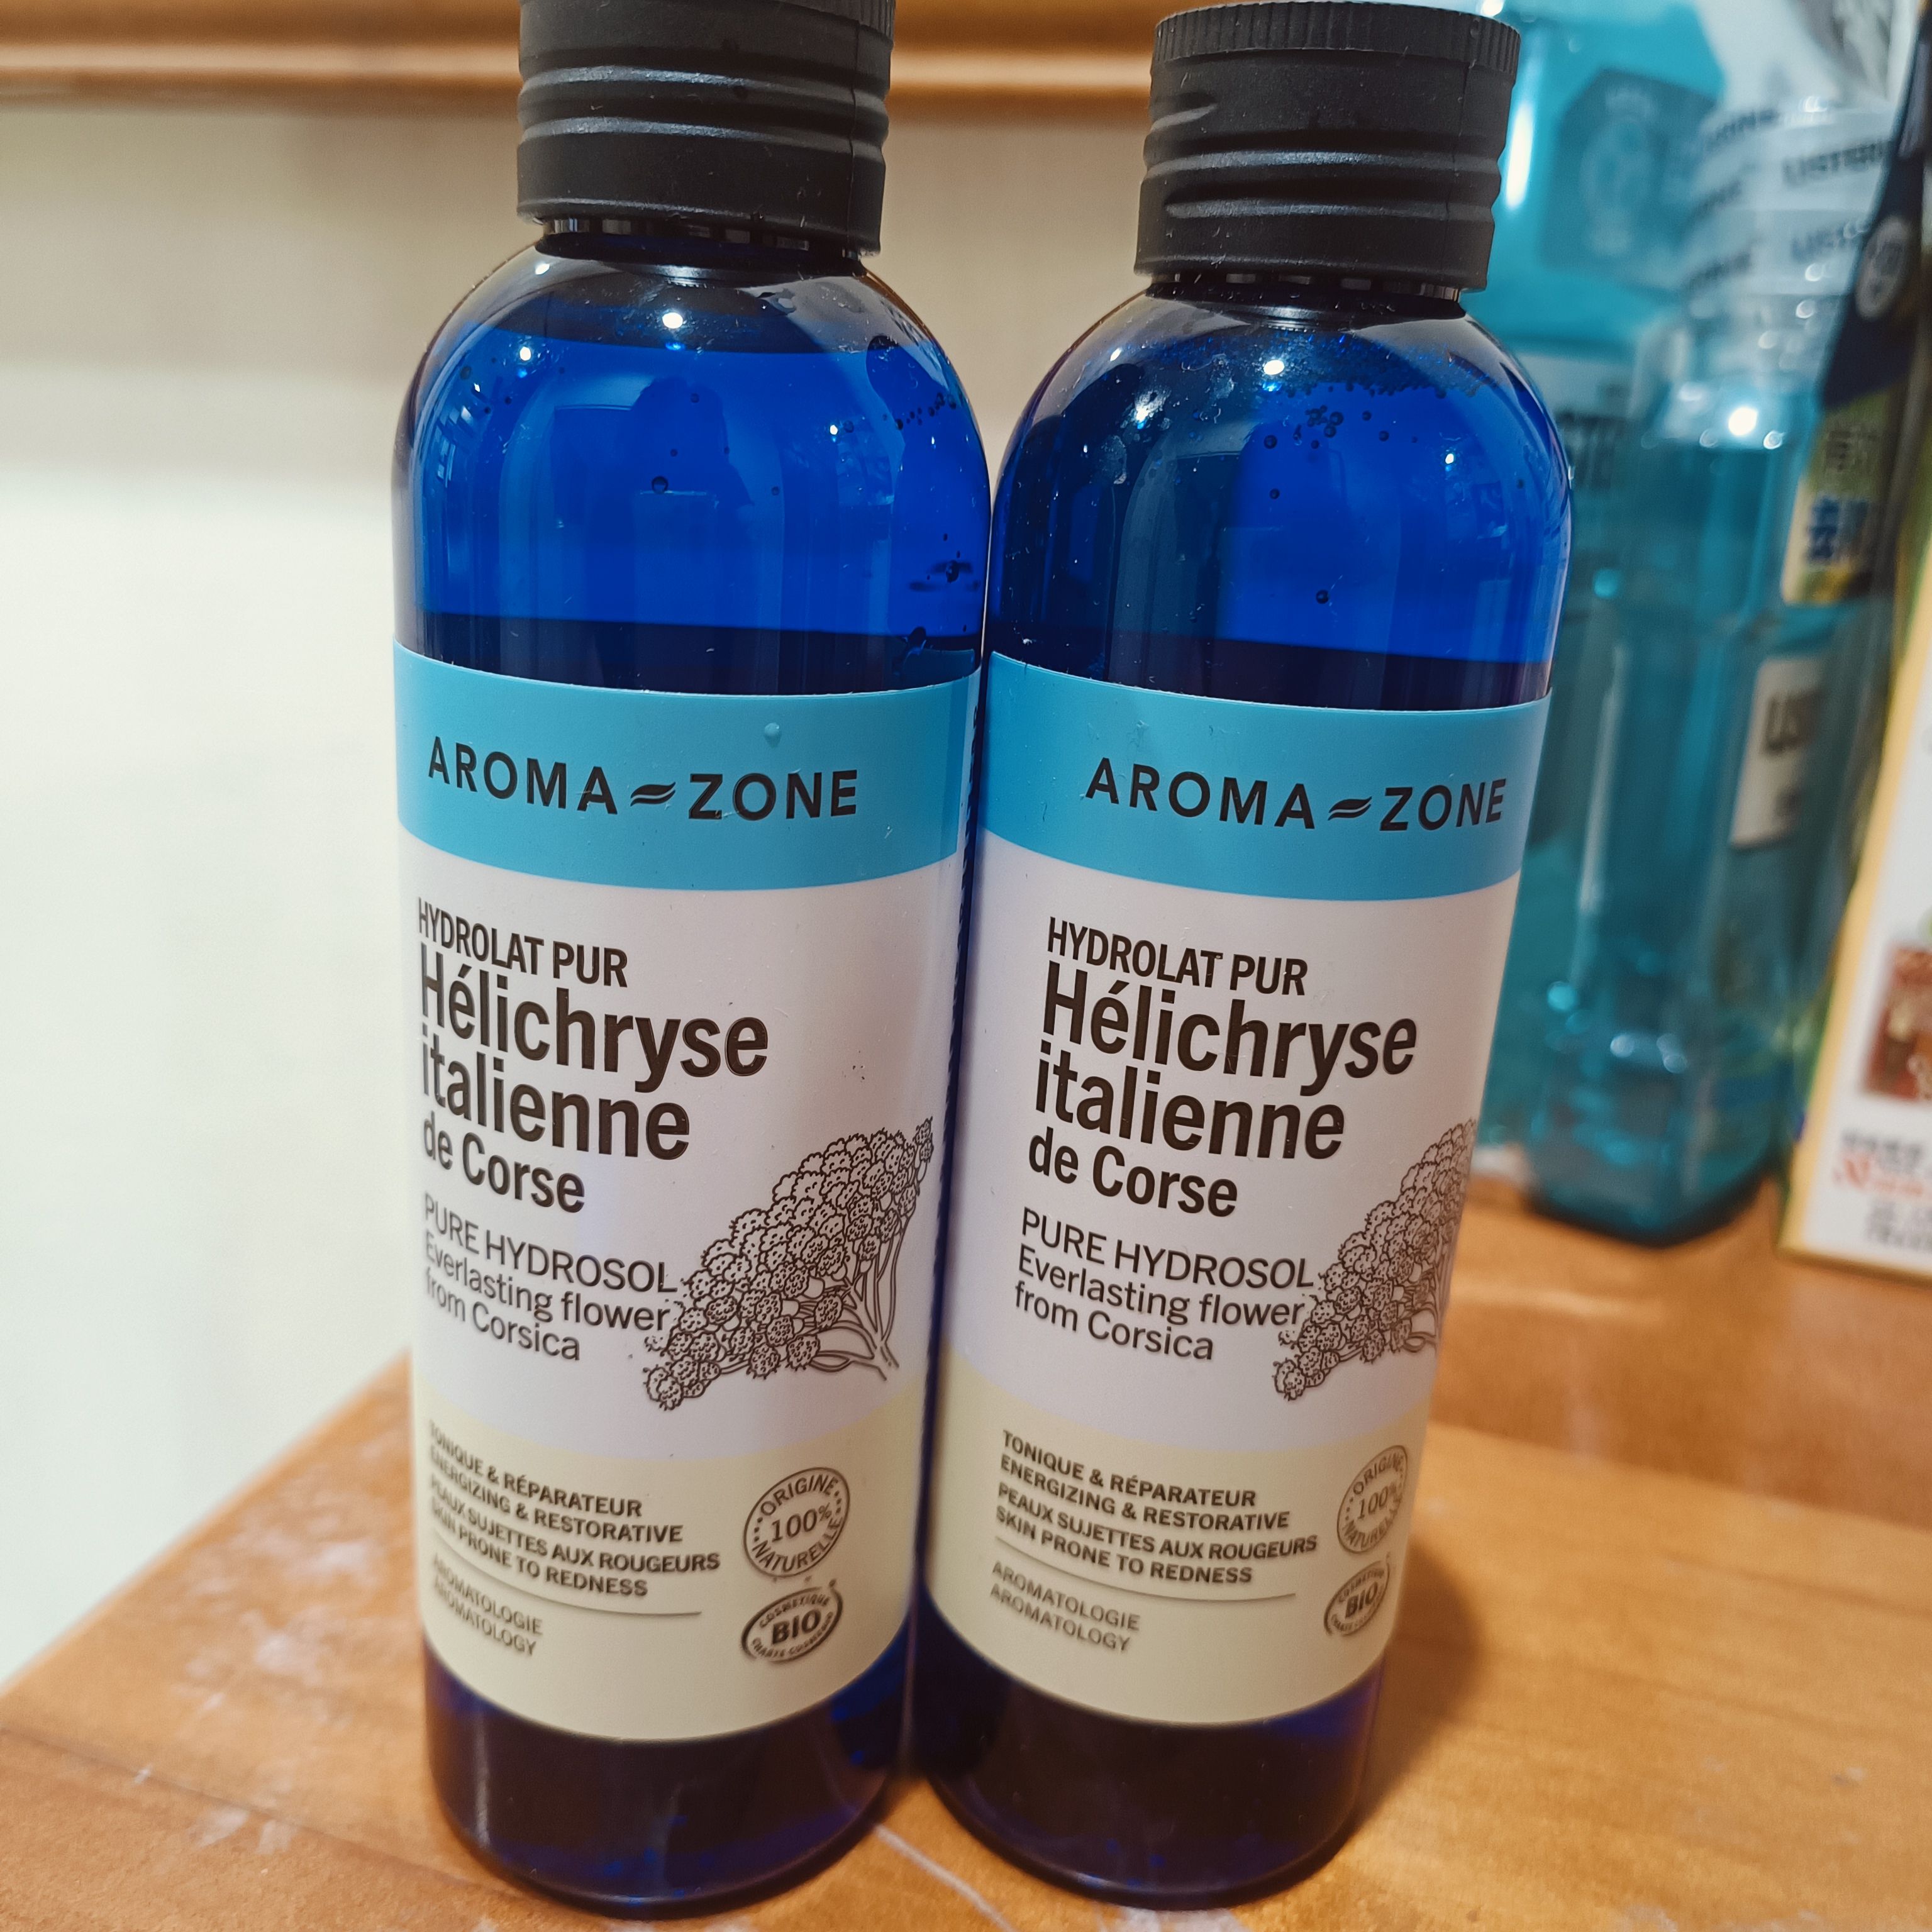 AROMA ZONE
HYDROLAT PUR
Hélichryse
italienne
de Corse
PURE HYDROSOL
Everlasting flower
from Corsica
TONIQUE & RÉPARATEUR
ENERGIZING & RESTORATIVE
PEAUX SUJETTES AUX ROUGEURS
SKIN PRONE TO REDNESS
AROMATOLOGIE
AROMATOLOGY
ORIGINE
100%
NATURELLE
COSMETIQUE
BIO
AROMA ZONE
HYDROLAT PUR
Hélichryse
italienne
de Corse
PURE HYDROSOL
Everlasting flower
from Corsica
TONIQUE & RÉPARATEUR
ENERGIZING & RESTORATIVE
PEAUX SUJETTES AUX ROUGEURS
SKIN PRONE TO REDNESS
AROMATOLOGIE
AROMATOLOGY
ORIGINE
100%
NATURELLE
COSMETIQUE
BIO